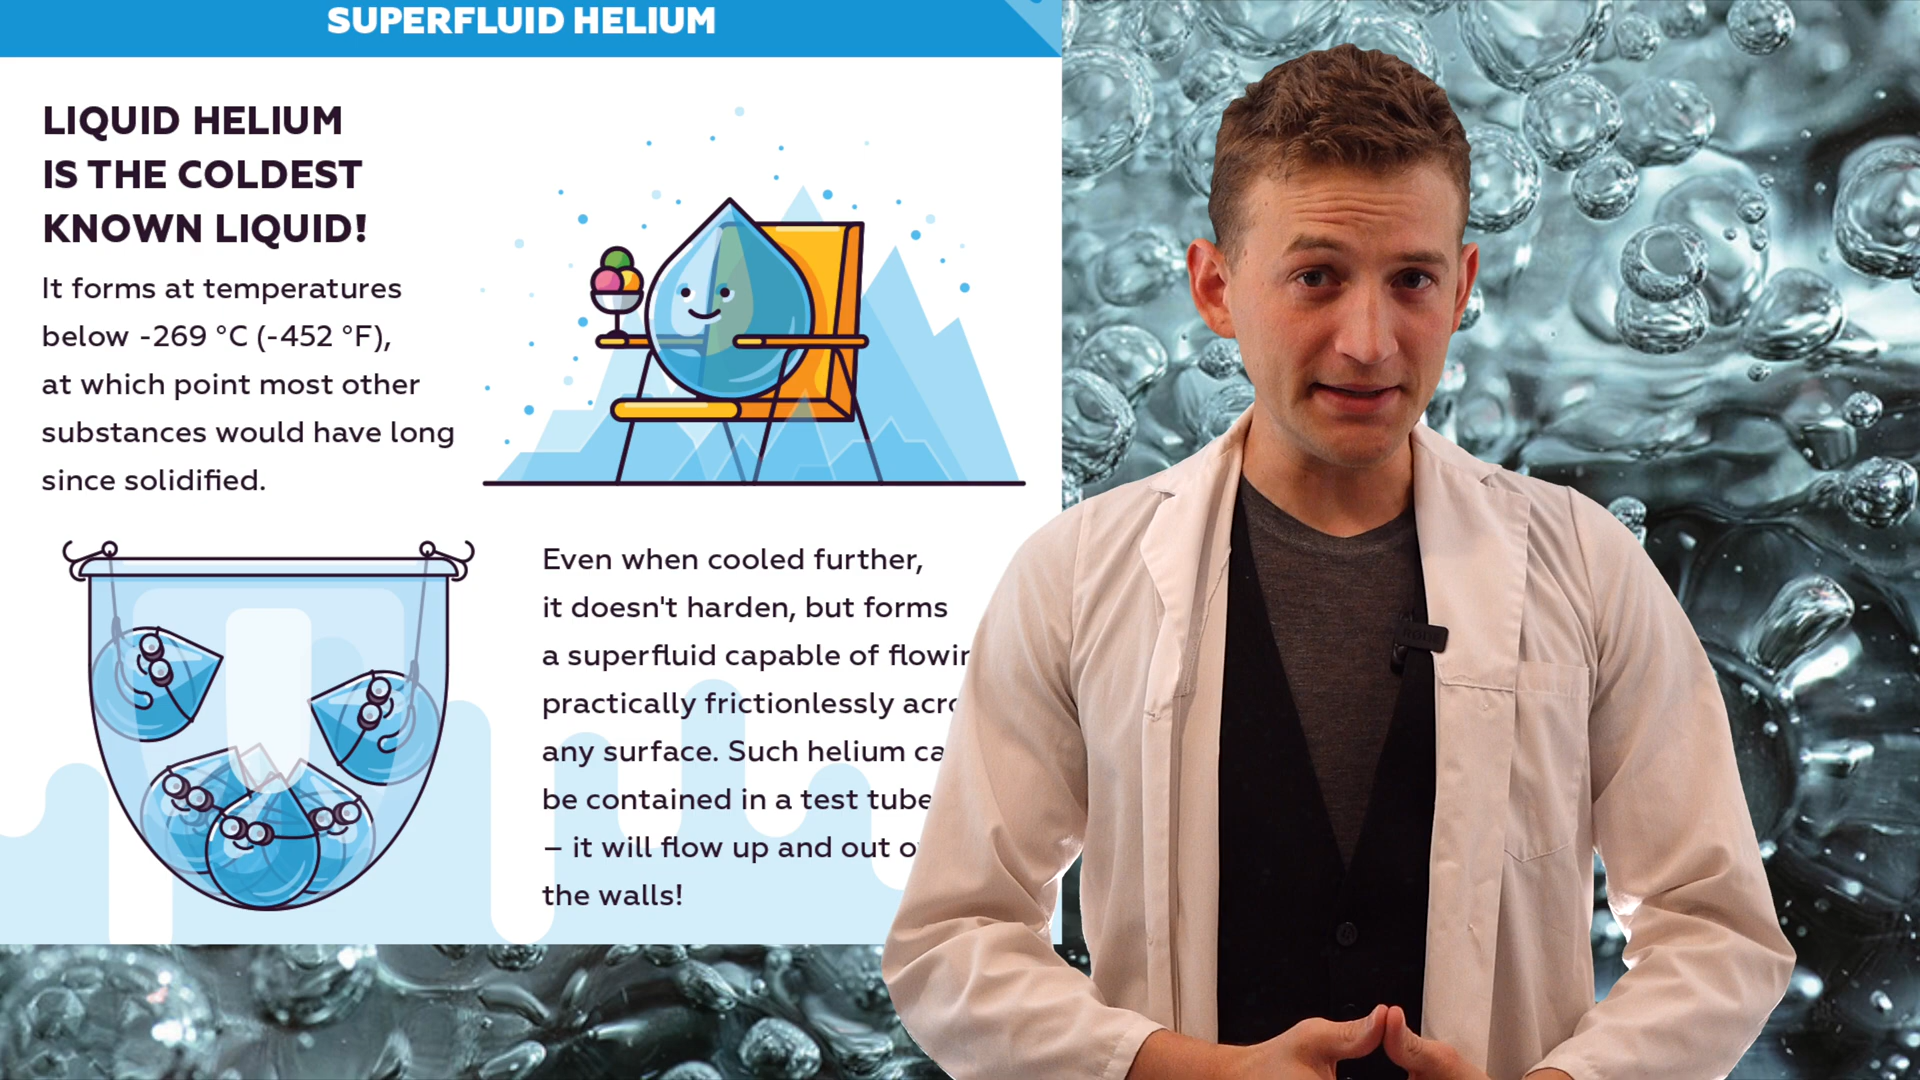 SUPERFLUID HELIUM
LIQUID HELIUM
IS THE COLDEST
KNOWN LIQUID!
It forms at temperatures
below -269 °C (-452 °F),
at which point most other
substances would have long
since solidified.
Even when cooled further,
it doesn't harden, but forms
a superfluid capable of
practically frictionlessly
any surface. Such helium
be contained in a test tube
– it will flow up and out
the walls!